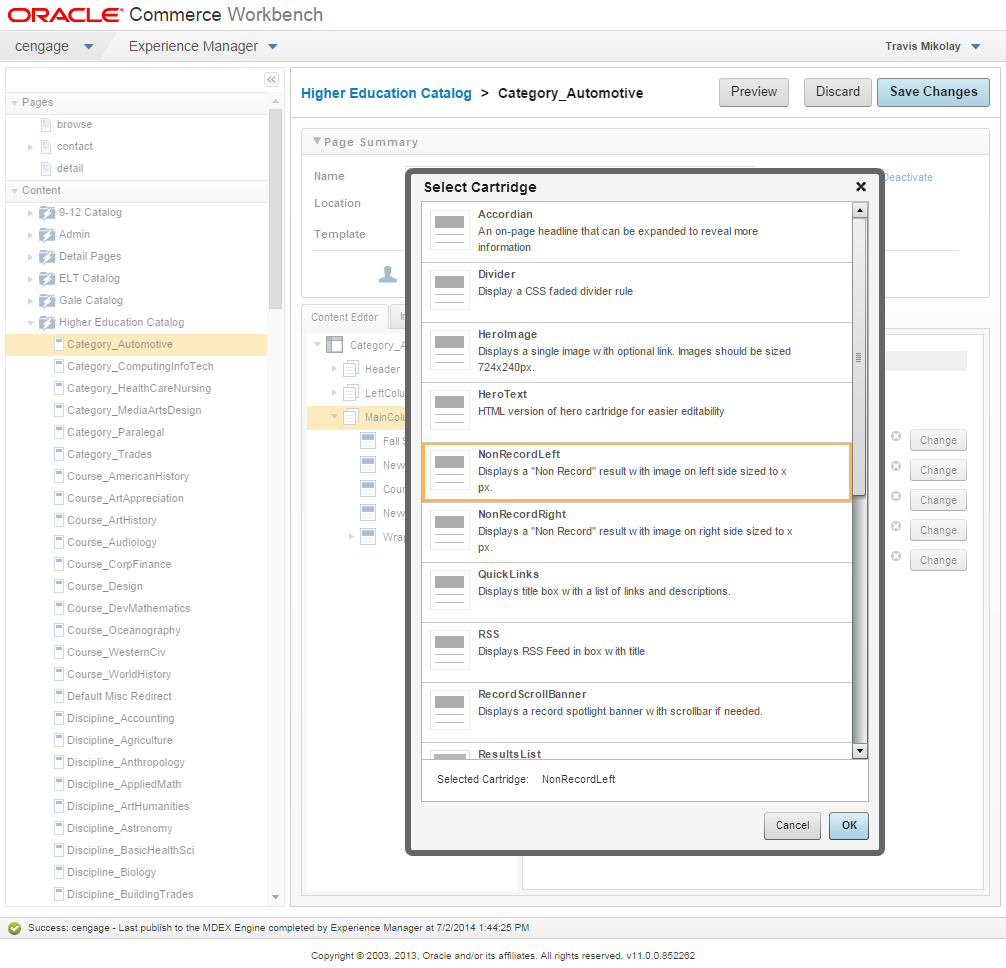 ORACLE Commerce Workbench
cengage
Experience Manager
Travis Mikolay
Pages
browse
contact
detail
Content
9-12 Catalog
Admin
Detail Pages
ELT Catalog
Gale Catalog
Higher Education Catalog
Category_Automotive
Category_ComputingInfoTech
Category_HealthCareNursing
Category_MediaArtsDesign
Category_Paralegal
Category_Trades
Course_AmericanHistory
Course_ArtAppreciation
Course_ArtHistory
Course_Audiology
Course_CorpFinance
Course_Design
Course_DevMathematics
Course_Oceanography
Course_WesternCiv
Course_WorldHistory
Default Misc Redirect
Discipline_Accounting
Discipline_Agriculture
Discipline_Anthropology
Discipline_AppliedMath
Discipline_ArtHumanities
Discipline_Astronomy
Discipline_BasicHealthSci
Discipline_Biology
Discipline_BuildingTrades
Higher Education Catalog > Category_Automotive
Preview
Discard
Save Changes
Page Summary
Name
Location
Template
Deactivate
Content Editor
Category_A
Header
LeftColu
MainColu
Fall S
New
Cour
New
Wrap
Change
Change
Change
Change
Change
Select Cartridge
Accordian
An on-page headline that can be expanded to reveal more
information
Divider
Display a CSS faded divider rule
HeroImage
Displays a single image with optional link. Images should be sized
724x240px.
HeroText
HTML version of hero cartridge for easier editability
NonRecordLeft
Displays a "Non Record" result with image on left side sized to x
px.
NonRecordRight
Displays a "Non Record" result with image on right side sized to x
px.
QuickLinks
Displays title box with a list of links and descriptions.
RSS
Displays RSS Feed in box with title
RecordScrollBanner
Displays a record spotlight banner with scrollbar if needed.
ResultsList
Selected Cartridge: NonRecordLeft
Cancel
OK
Success: cengage - Last publish to the MDEX Engine completed by Experience Manager at 7/2/2014 1:44:25 PM
Copyright © 2003, 2013, Oracle and/or its affiliates. All rights reserved. v11.0.0.852262